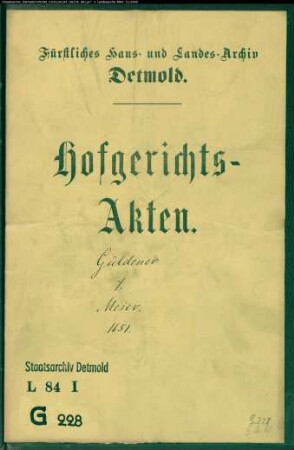 Fürstliches Haus- und Landes-Archiv
Detmold.
Hofgerichts-
Akten.
Güldener
/.
Meier.
1651.
Staatsarchiv Detmold
L 84 I
G 228